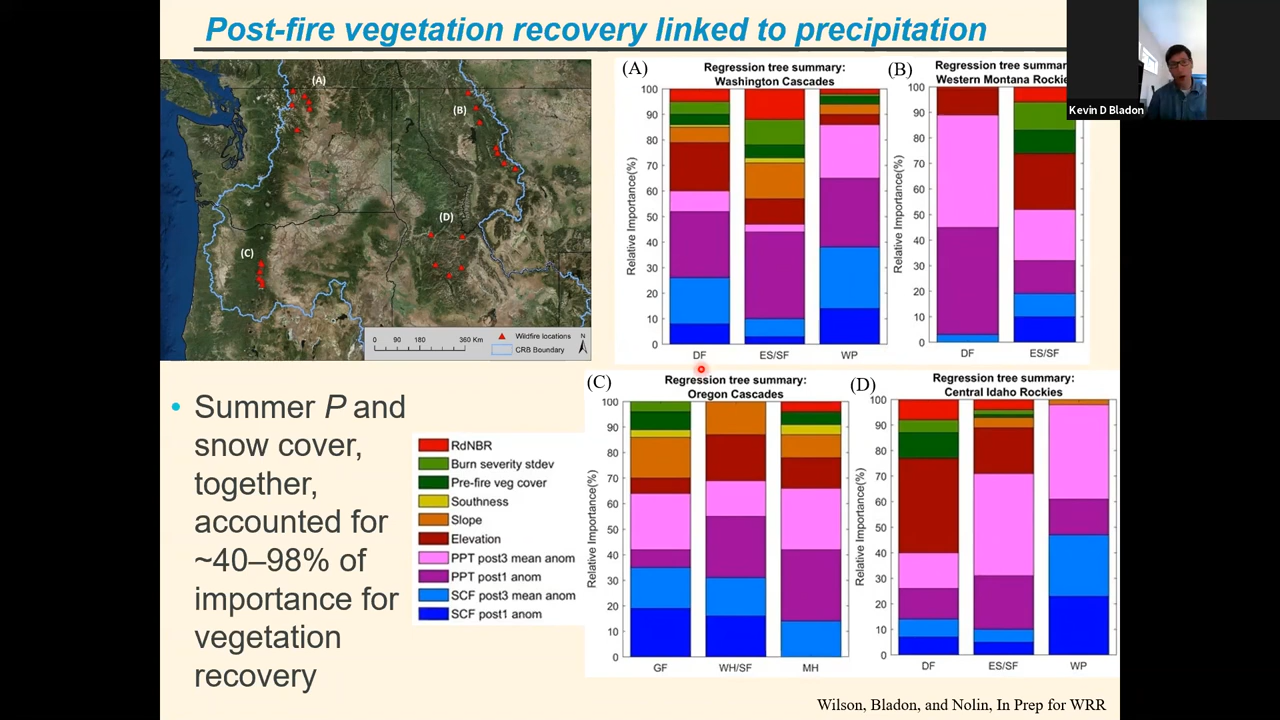 Post-fire vegetation recovery linked to precipitation
Kevin D Bladon
(A)
(B)
(C)
(D)
Wildfire locations
CRB Boundary
0 90 180 360 Km
N
• Summer P and
snow cover,
together,
accounted for
~40–98% of
importance for
vegetation
recovery
RdNBR
Burn severity stdev
Pre-fire veg cover
Southness
Slope
Elevation
PPT post3 mean anom
PPT post1 anom
SCF post3 mean anom
SCF post1 anom
(A)
Regression tree summary:
Washington Cascades
Relative Importance(%)
100
90
80
70
60
50
40
30
20
10
0
DF ES/SF WP
(B)
Regression tree summ
Western Montana Rockie
Relative Importance(%)
100
90
80
70
60
50
40
30
20
10
0
DF ES/SF
(C)
Regression tree summary:
Oregon Cascades
Relative Importance(%)
100
90
80
70
60
50
40
30
20
10
0
GF WH/SF MH
(D)
Regression tree summary:
Central Idaho Rockies
Relative Importance(%)
100
90
80
70
60
50
40
30
20
10
0
DF ES/SF WP
Wilson, Bladon, and Nolin, In Prep for WRR